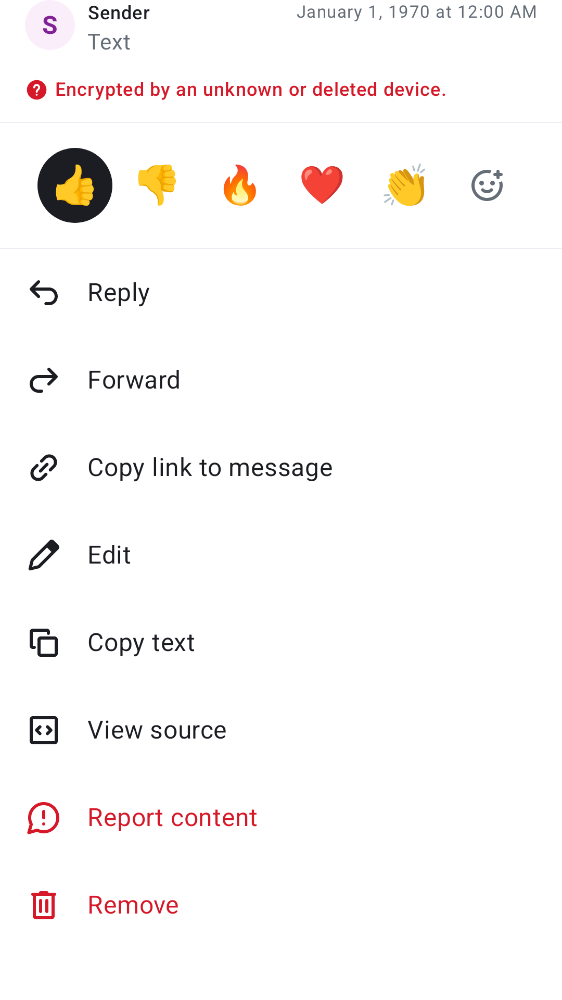 S
Sender
January 1, 1970 at 12:00 AM
Text
Encrypted by an unknown or deleted device.
Reply
Forward
Copy link to message
Edit
Copy text
View source
Report content
Remove